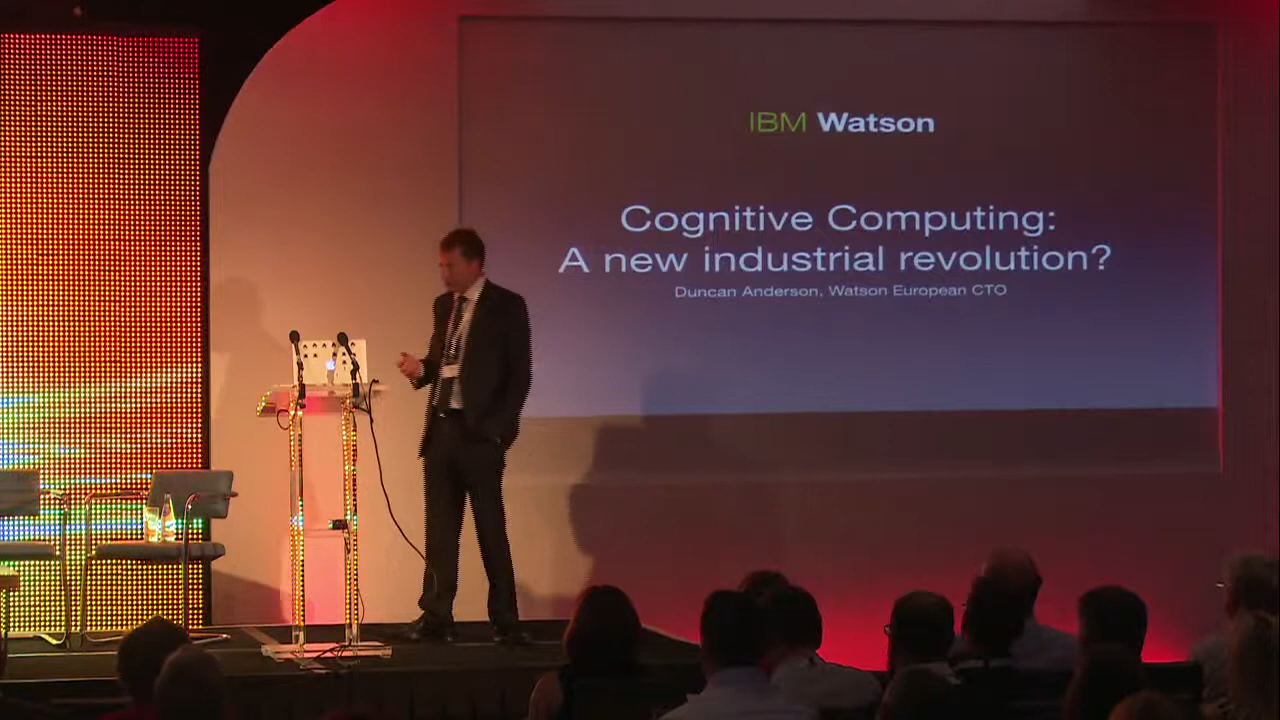 IBM Watson
Cognitive Computing:
A new industrial revolution?
Duncan Anderson, Watson European CTO